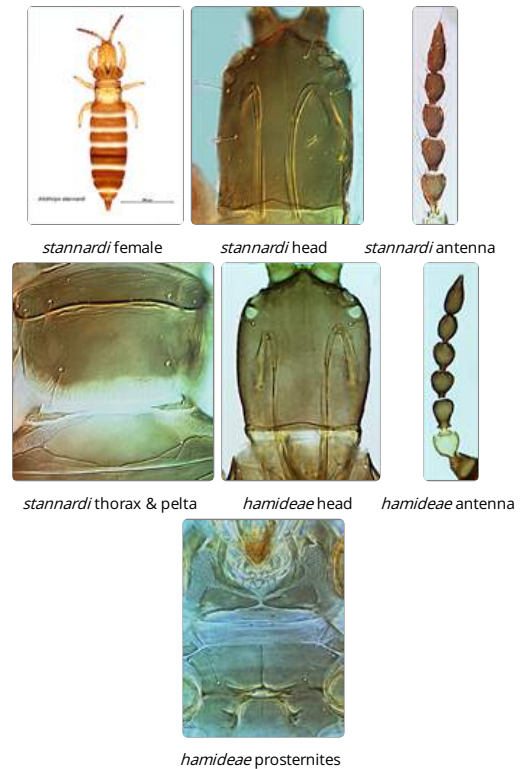 stannardi female
stannardi head
stannardi antenna
stannardi thorax & pelta
hamideae head
hamideae antenna
hamideae prosternites